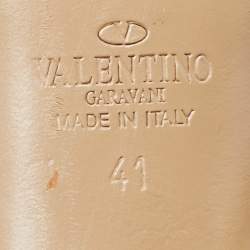 VALENTINO
GARAVANI
MADE IN ITALY
41